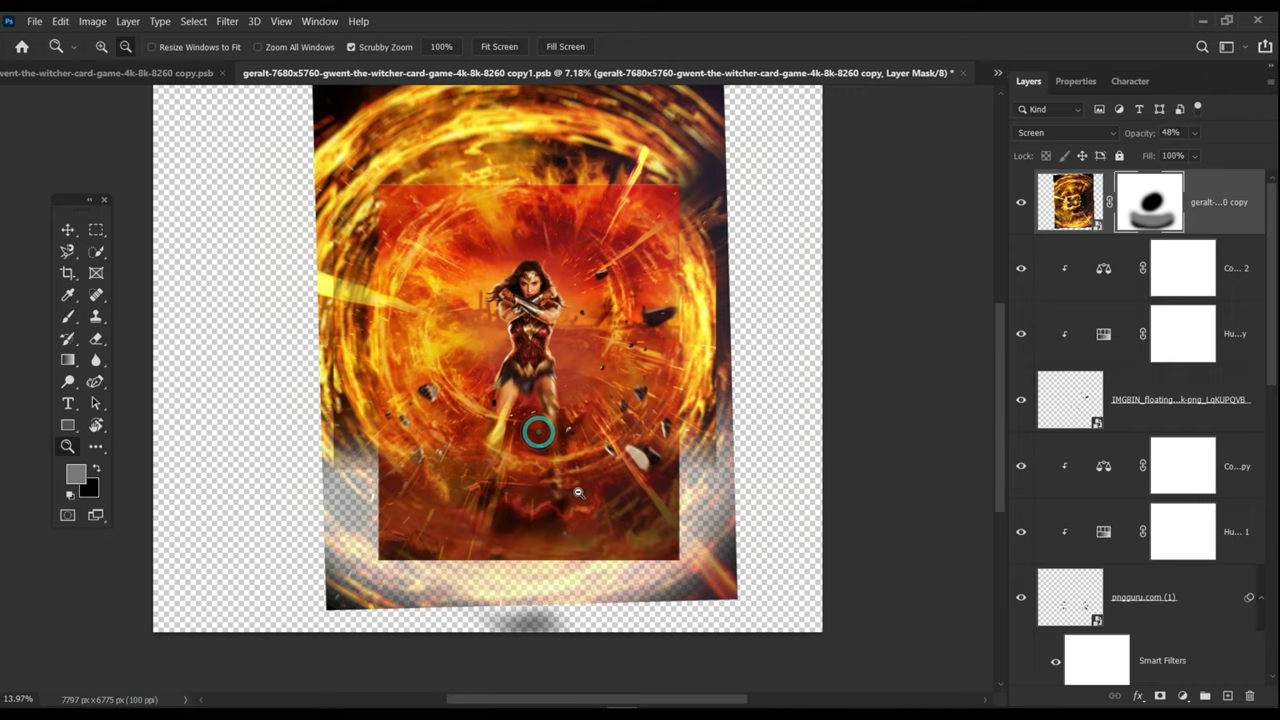 Ps File Edit Image Layer Type Select Filter 3D View Window Help
Resize Windows to Fit Zoom All Windows Scrubby Zoom 100% Fit Screen Fill Screen
went-the-witcher-card-game-4k-8k-8260 copy.psb × geralt-7680x5760-gwent-the-witcher-card-game-4k-8k-8260 copy1.psb @ 7.18% (geralt-7680x5760-gwent-the-witcher-card-game-4k-8k-8260 copy, Layer Mask/8) * ×
Layers Properties Character
Kind
Screen Opacity: 48%
Lock: Fill: 100%
geralt-...0 copy
Co... 2
Hu...y
IMGBIN_floating...k-png_LqKUPQVB
Co...py
Hu... 1
pngguru.com (1)
Smart Filters
13.97% 7797 px x 6775 px (100 ppi)